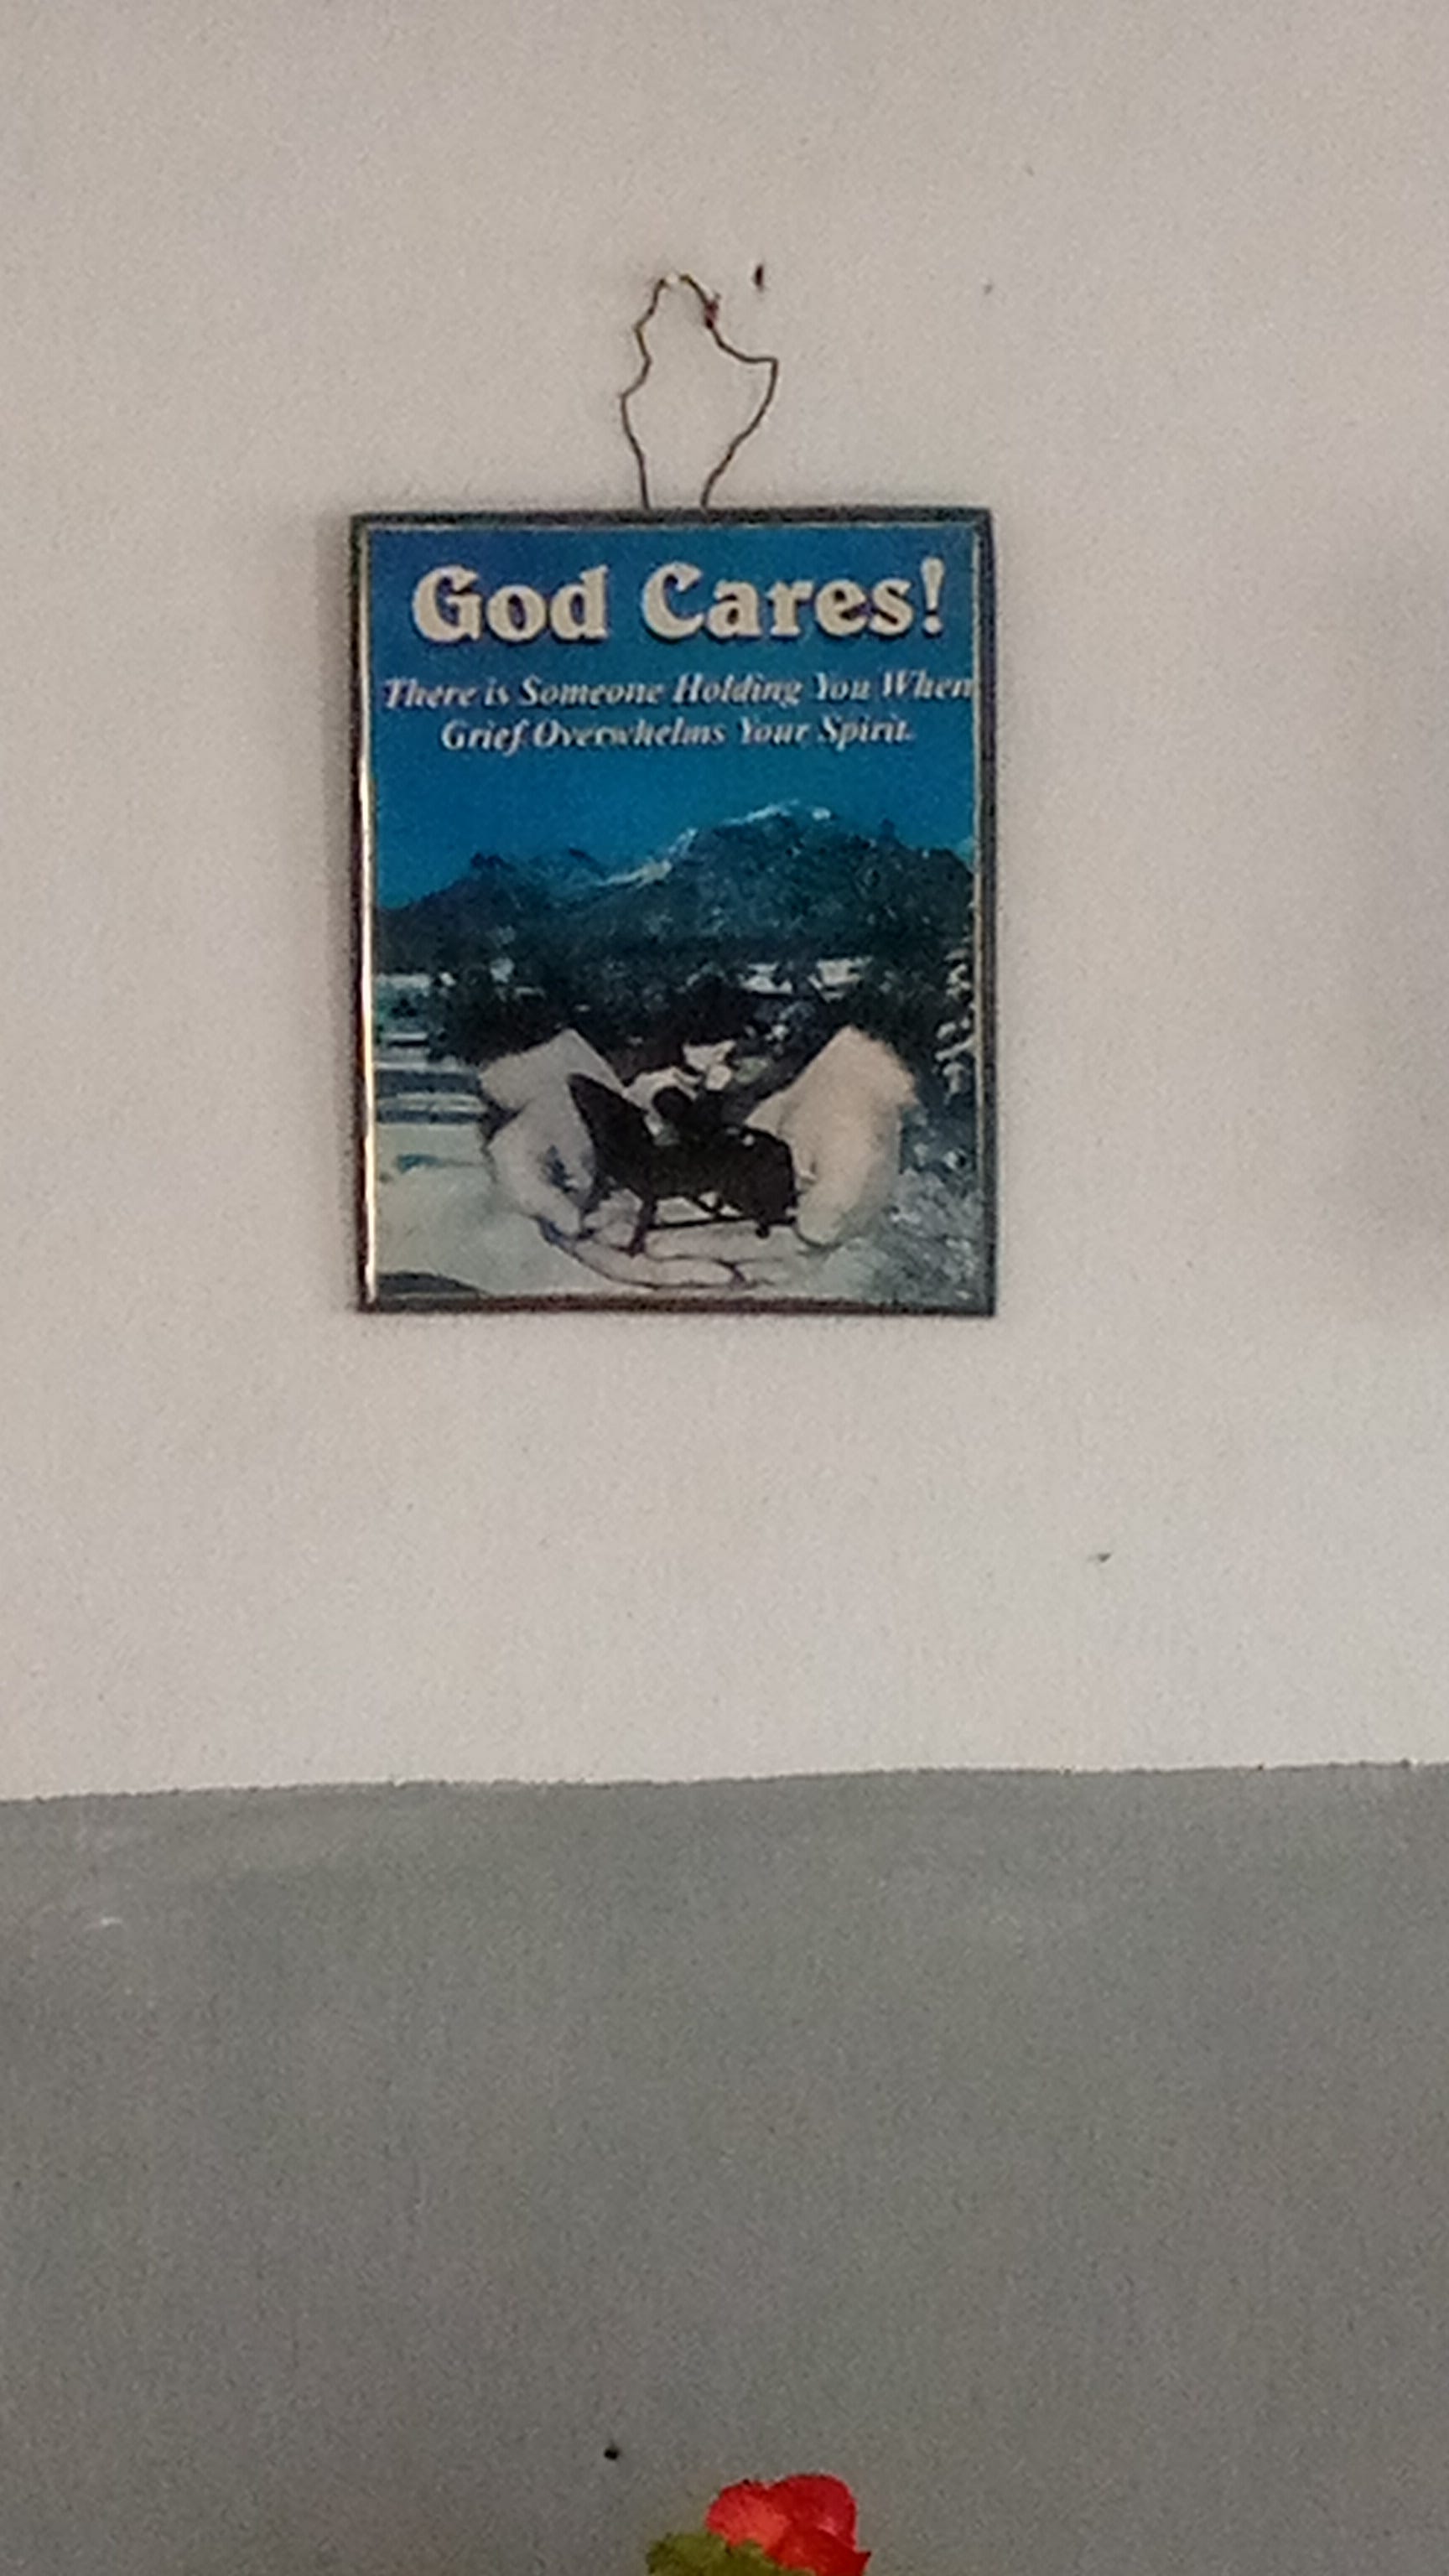 God Cares!
There is Someone Holding You When
Grief Overwhelms Your Spirit.